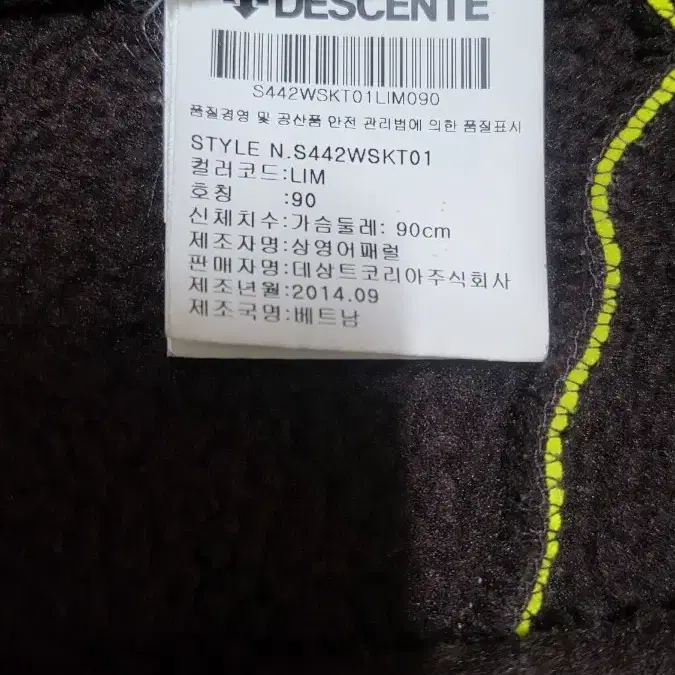 DESCENTE
S442WSKT01LIM090
품질경영 및 공산품 안전 관리법에 의한 품질표시
STYLE N.S442WSKT01
컬러코드:LIM
호칭 :90
신체치수:가슴둘레: 90cm
제조자명:상영어패럴
판매자명:데상트코리아주식회사
제조년월:2014.09
제조국명:베트남